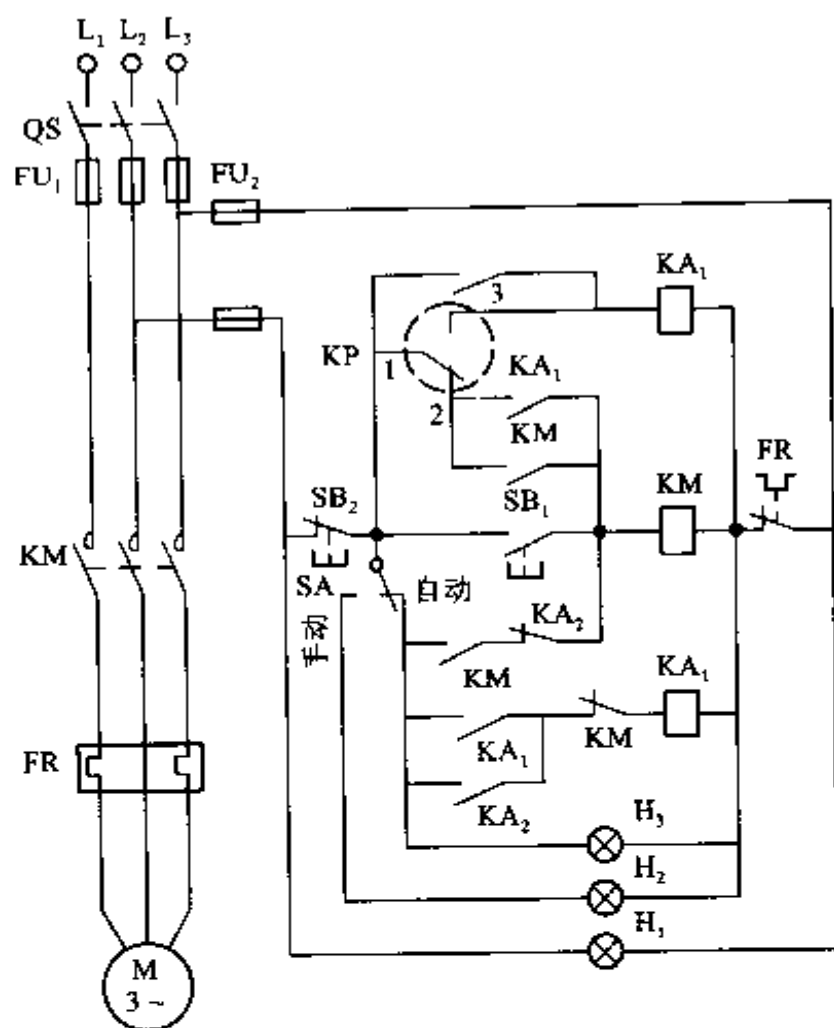 L₁ L₂ L₃
QS
FU₁ FU₂
3
KA₁
KP
1
2
KA₁
KM
SB₂
SB₁
KM
FR
KM
SA
手动
自动
KA₂
KM
KA₁
KA₁
KM
FR
KA₂
H₃
H₂
H₁
M
3 ~